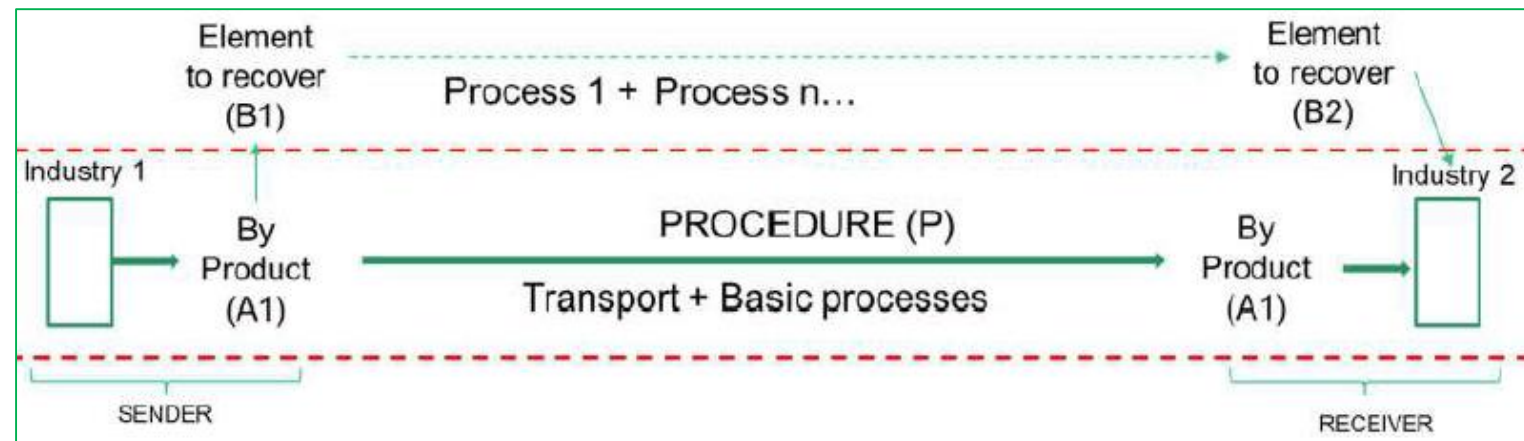 Element
to recover
(B1)
Process 1 + Process n...
Element
to recover
(B2)
Industry 1
By
Product
(A1)
PROCEDURE (P)
Transport + Basic processes
By
Product
(A1)
Industry 2
SENDER
RECEIVER